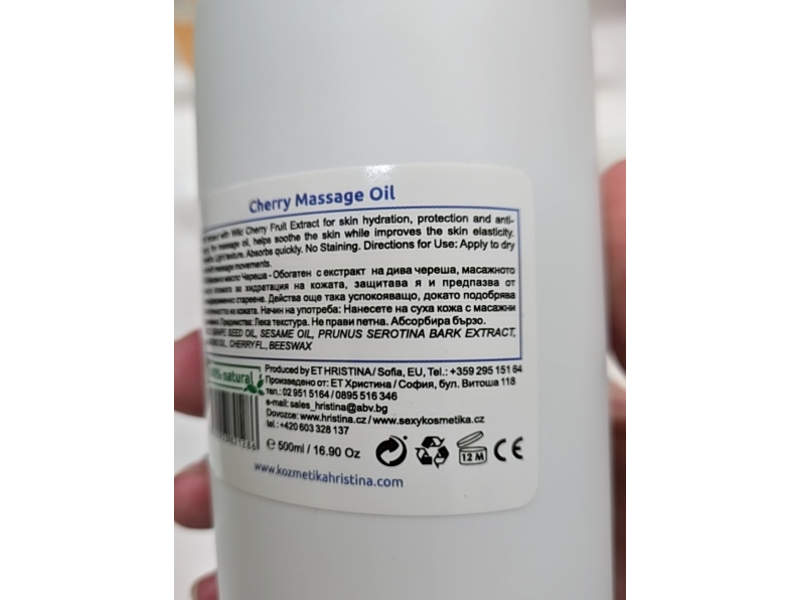 Cherry Massage Oil
with Wild Cherry Fruit Extract for skin hydration, protection and anti-
massage oil, helps soothe the skin while improves the skin elasticity.
Light texture. Absorbs quickly. No Staining. Directions for Use: Apply to dry
with massage movements.
масло Череша - Обогатен с екстракт на дива череша, масажното
за хидратация на кожата, защитава я и предпазва от
стареене. Действа още така успокояващо, докато подобрява
на кожата. Начин на употреба: Нанесете на суха кожа с масажни
Лека текстура. Не прави петна. Абсорбира бързо.
SEED OIL, SESAME OIL, PRUNUS SEROTINA BARK EXTRACT,
CHERRYFL, BEESWAX
natural
Produced by ET HRISTINA/ Sofia, EU, Tel.: +359 295 151 64
Произведено от: ЕТ Христина / София, бул. Витоша 118
тел.: 02 951 5164 / 0895 516 346
e-mail: sales_hristina@abv.bg
Dovozce: www.hristina.cz / www.sexykosmetika.cz
tel.: +420 603 328 137
℮ 500ml / 16.90 Oz
12 M
CE
www.kozmetikahristina.com